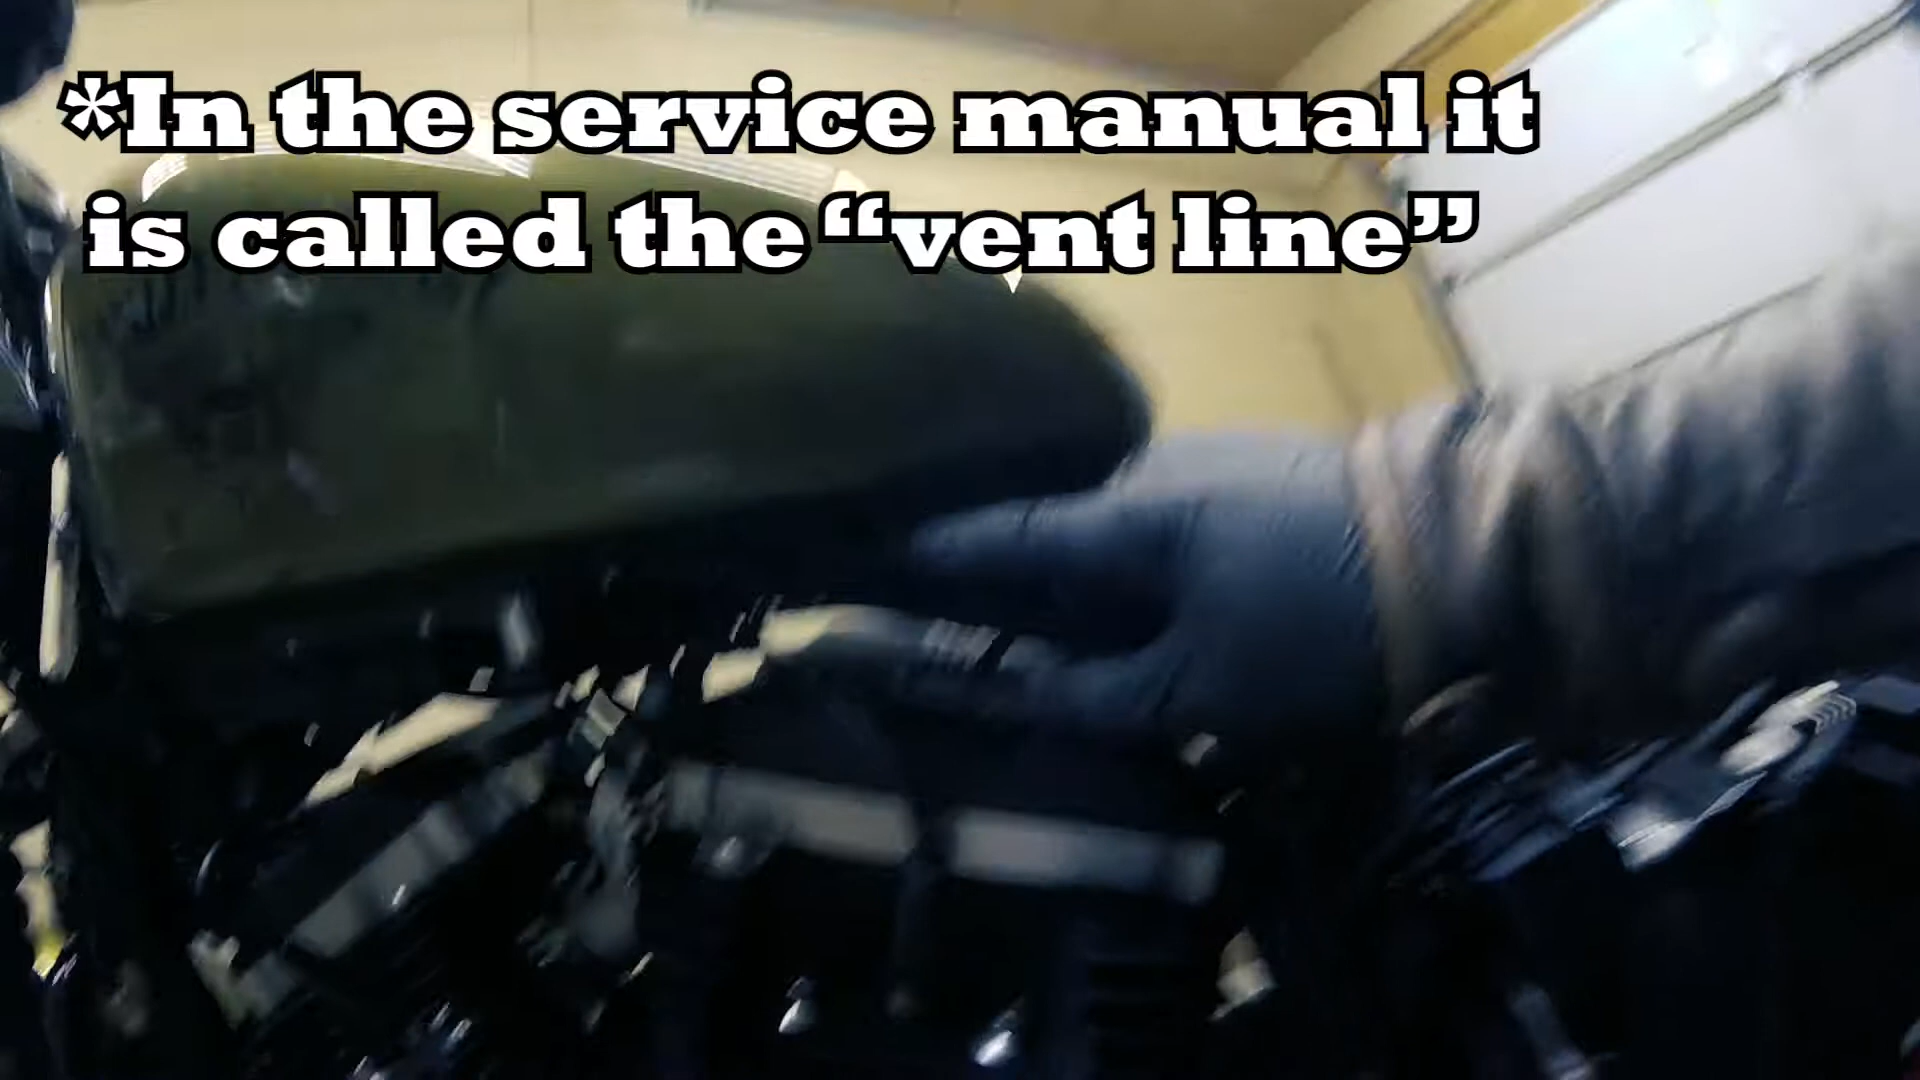 *In the service manual it
is called the “vent line”